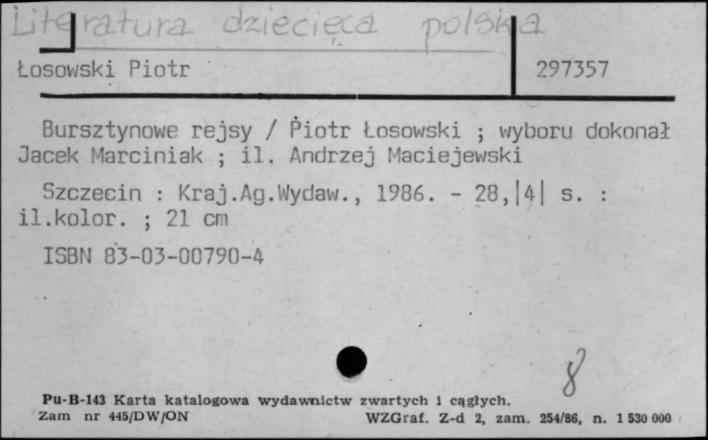 Literatura dziecięca polska
Łosowski Piotr 297357
Bursztynowe rejsy / Piotr Łosowski ; wyboru dokonał
Jacek Marciniak ; il. Andrzej Maciejewski
Szczecin : Kraj.Ag.Wydaw., 1986. - 28,|4| s. :
il.kolor. ; 21 cm
ISBN 83-03-00790-4
8
Pu-B-143 Karta katalogowa wydawnictw zwartych i ciągłych.
Zam nr 445/DW/ON WZGraf. Z-d 2, zam. 254/86, n. 1 530 000